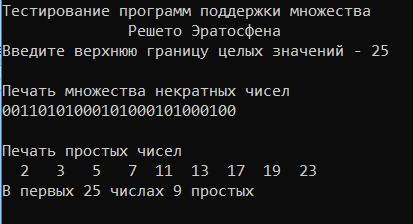 Тестирование программ поддержки множества
Решето Эратосфена
Введите верхнюю границу целых значений - 25
Печать множества некратных чисел
00110101000101000101000100
Печать простых чисел
2 3 5 7 11 13 17 19 23
В первых 25 числах 9 простых